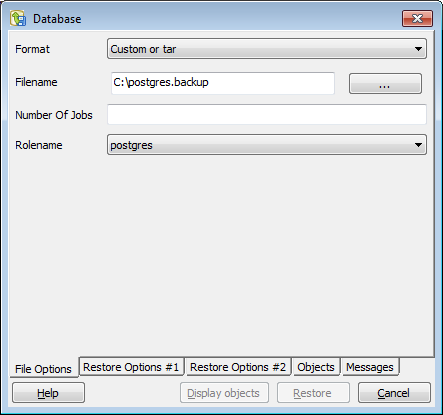 Database
Format
Custom or tar
Filename
C:\postgres.backup
...
Number Of Jobs
Rolename
postgres
File Options
Restore Options #1
Restore Options #2
Objects
Messages
Help
Display objects
Restore
Cancel